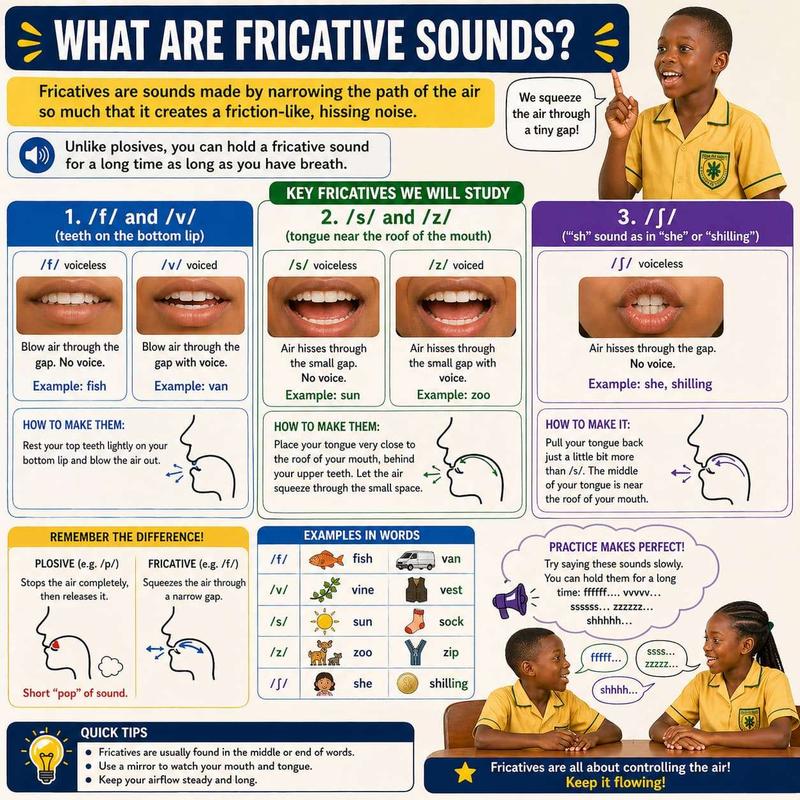 WHAT ARE FRICATIVE SOUNDS?
Fricatives are sounds made by narrowing the path of the air
so much that it creates a friction-like, hissing noise.
We squeeze
the air through
a tiny gap!
Unlike plosives, you can hold a fricative sound
for a long time as long as you have breath.
KEY FRICATIVES WE WILL STUDY
1. /f/ and /v/
(teeth on the bottom lip)
/f/ voiceless
Blow air through the
gap. No voice.
Example: fish
/v/ voiced
Blow air through the
gap with voice.
Example: van
HOW TO MAKE THEM:
Rest your top teeth lightly on your
bottom lip and blow the air out.
2. /s/ and /z/
(tongue near the roof of the mouth)
/s/ voiceless
Air hisses through
the small gap.
No voice.
Example: sun
/z/ voiced
Air hisses through
the small gap with
voice.
Example: zoo
HOW TO MAKE THEM:
Place your tongue very close to
the roof of your mouth, behind
your upper teeth. Let the air
squeeze through the small space.
3. /ʃ/
("sh" sound as in "she" or "shilling")
/ʃ/ voiceless
Air hisses through the gap.
No voice.
Example: she, shilling
HOW TO MAKE IT:
Pull your tongue back
just a little bit more
than /s/. The middle
of your tongue is near
the roof of your mouth.
REMEMBER THE DIFFERENCE!
PLOSIVE (e.g. /p/)
Stops the air completely,
then releases it.
Short "pop" of sound.
FRICATIVE (e.g. /f/)
Squeezes the air through
a narrow gap.
EXAMPLES IN WORDS
/f/ fish van
/v/ vine vest
/s/ sun sock
/z/ zoo zip
/ʃ/ she shilling
PRACTICE MAKES PERFECT!
Try saying these sounds slowly.
You can hold them for a long
time: ffffff.... vvvvv...
ssssss... zzzzzz...
shhhhh...
fffff...
ssss...
zzzzz...
shhhh...
QUICK TIPS
• Fricatives are usually found in the middle or end of words.
• Use a mirror to watch your mouth and tongue.
• Keep your airflow steady and long.
Fricatives are all about controlling the air!
Keep it flowing!